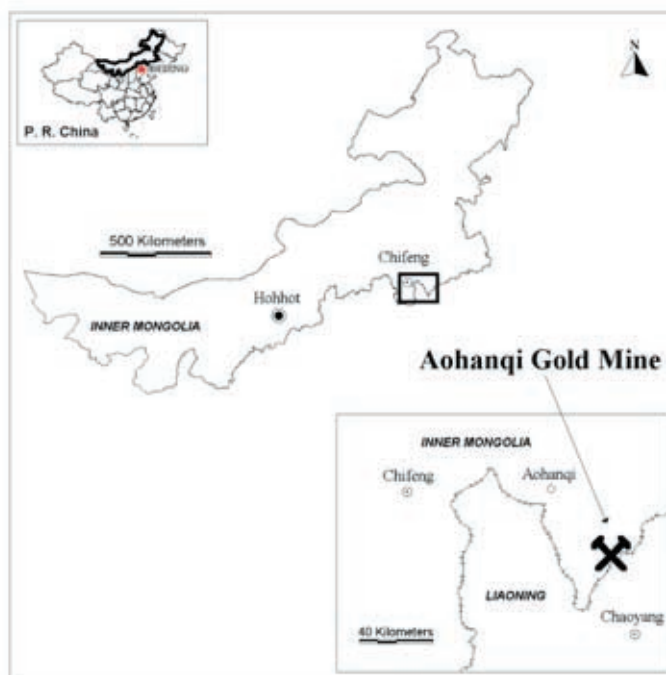 BEIJING
P. R. China
N
500 Kilometers
Chifeng
Hohhot
INNER MONGOLIA
Aohanqi Gold Mine
INNER MONGOLIA
Chifeng
Aohanqi
LIAONING
Chaoyang
40 Kilometers